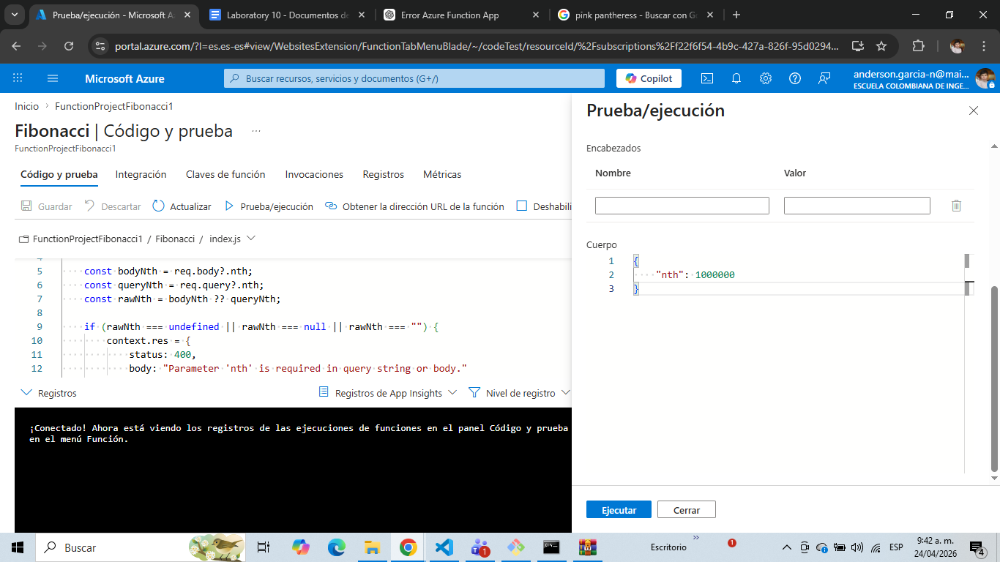 Prueba/ejecución - Microsoft A
Laboratory 10 - Documentos de
Error Azure Function App
pink pantheress - Buscar con G
portal.azure.com/?l=es.es-es#view/WebsitesExtension/FunctionTabMenuBlade/~/codeTest/resourceId/%2Fsubscriptions%2Ff22f6f54-4b9c-427a-826f-95d0294...
Microsoft Azure
Buscar recursos, servicios y documentos (G+/)
Copilot
anderson.garcia-n@mai...
ESCUELA COLOMBIANA DE INGE...
Inicio > FunctionProjectFibonacci1
Fibonacci | Código y prueba ...
FunctionProjectFibonacci1
Código y prueba Integración Claves de función Invocaciones Registros Métricas
Guardar Descartar Actualizar Prueba/ejecución Obtener la dirección URL de la función Deshabili
FunctionProjectFibonacci1 / Fibonacci / index.js
4
5 const bodyNth = req.body?.nth;
6 const queryNth = req.query?.nth;
7 const rawNth = bodyNth ?? queryNth;
8
9 if (rawNth === undefined || rawNth === null || rawNth === "") {
10 context.res = {
11 status: 400,
12 body: "Parameter 'nth' is required in query string or body."
Registros Registros de App Insights Nivel de registro
¡Conectado! Ahora está viendo los registros de las ejecuciones de funciones en el panel Código y prueba
en el menú Función.
Prueba/ejecución
Encabezados
Nombre Valor
Cuerpo
1 {
2 "nth": 1000000
3 }
Ejecutar Cerrar
Buscar
1
Escritorio
»
1
ESP
9:42 a. m.
24/04/2026
4